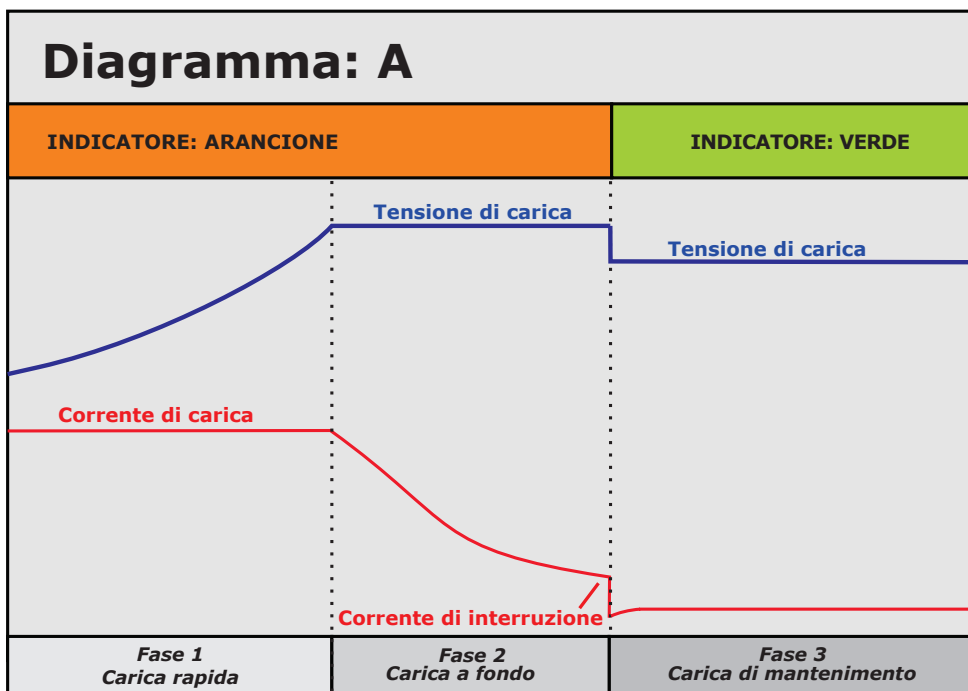 Diagramma: A
INDICATORE: ARANCIONE
INDICATORE: VERDE
Tensione di carica
Tensione di carica
Corrente di carica
Corrente di interruzione
Fase 1
Carica rapida
Fase 2
Carica a fondo
Fase 3
Carica di mantenimento